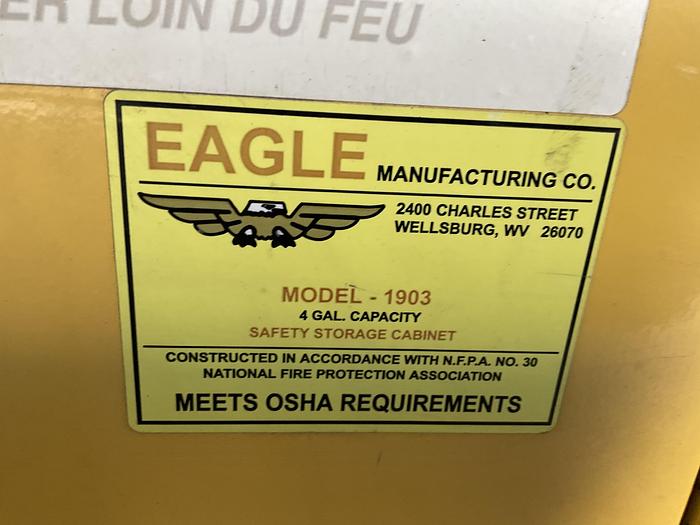 ER LOIN DU FEU
EAGLE MANUFACTURING CO.
2400 CHARLES STREET
WELLSBURG, WV 26070
MODEL - 1903
4 GAL. CAPACITY
SAFETY STORAGE CABINET
CONSTRUCTED IN ACCORDANCE WITH N.F.P.A. NO. 30
NATIONAL FIRE PROTECTION ASSOCIATION
MEETS OSHA REQUIREMENTS